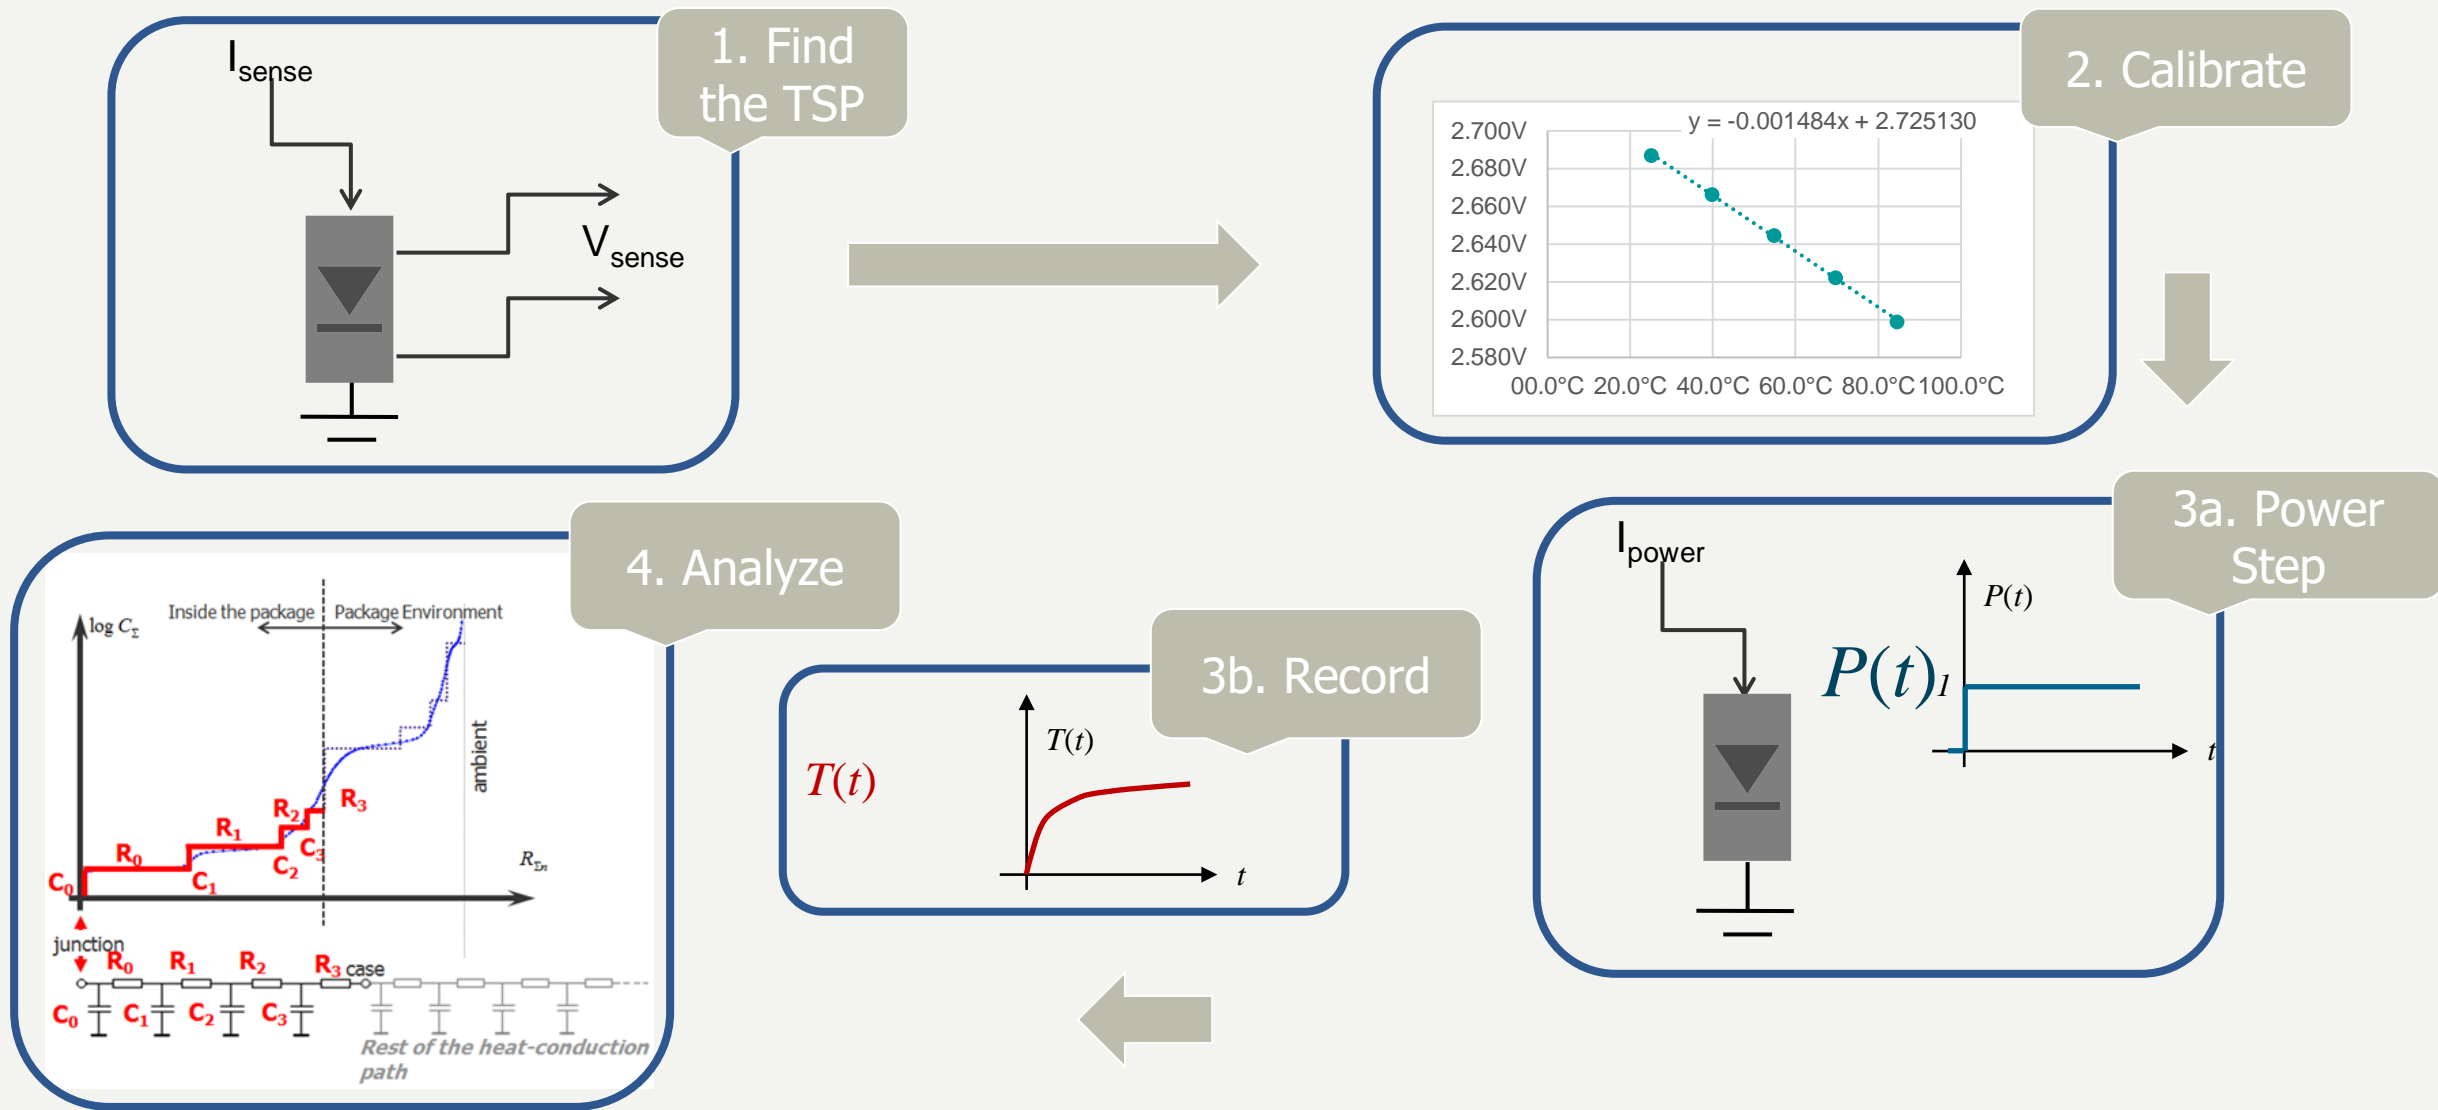 1. Find
the TSP
Isense
Vsense
2. Calibrate
y = -0.001484x + 2.725130
2.700V
2.680V
2.660V
2.640V
2.620V
2.600V
2.580V
00.0°C 20.0°C 40.0°C 60.0°C 80.0°C 100.0°C
3a. Power
Step
Ipower
P(t)
P(t)1
t
3b. Record
T(t)
T(t)
t
4. Analyze
Inside the package Package Environment
log CΣ
ambient
R0 R1 R2 R3
C0 C1 C2 C3
RΣn
junction
R0 R1 R2 R3 case
C0 C1 C2 C3
Rest of the heat-conduction
path